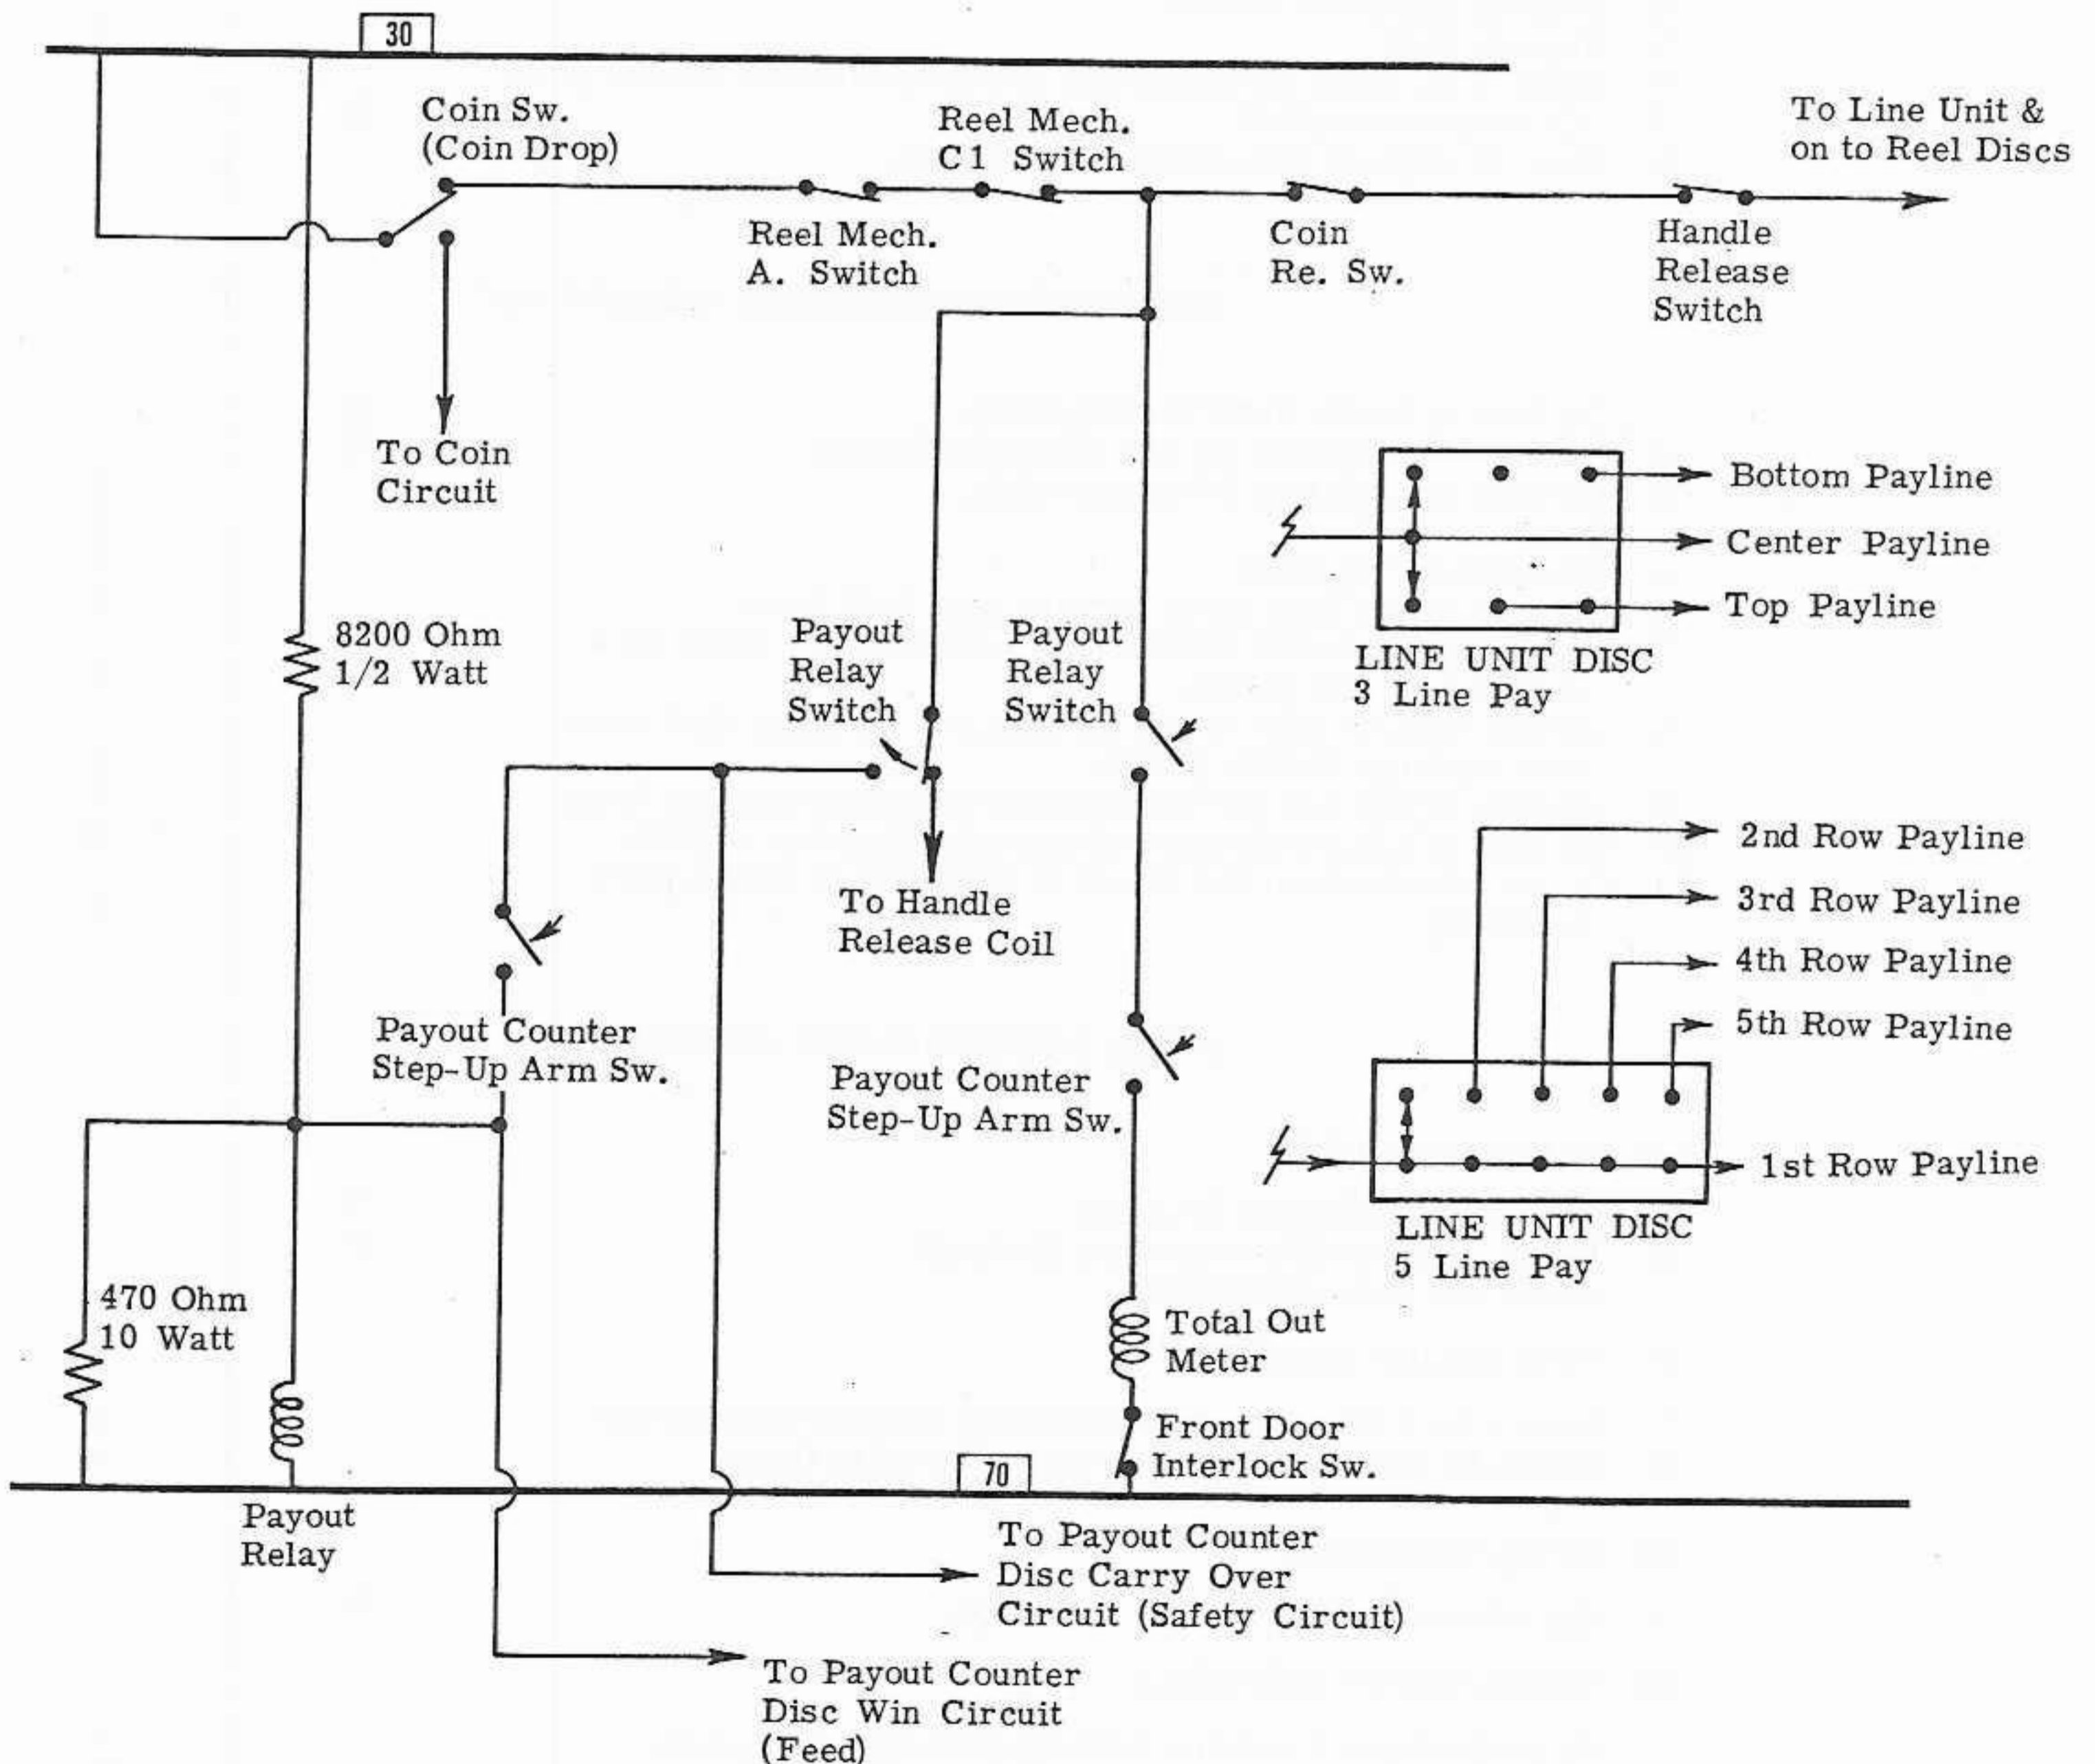 30
Coin Sw.
(Coin Drop)
Reel Mech.
C1 Switch
To Line Unit &
on to Reel Discs
Reel Mech.
A. Switch
Coin
Re. Sw.
Handle
Release
Switch
To Coin
Circuit
Bottom Payline
Center Payline
Top Payline
LINE UNIT DISC
3 Line Pay
8200 Ohm
1/2 Watt
Payout
Relay
Switch
Payout
Relay
Switch
To Handle
Release Coil
2nd Row Payline
3rd Row Payline
4th Row Payline
5th Row Payline
1st Row Payline
LINE UNIT DISC
5 Line Pay
Payout Counter
Step-Up Arm Sw.
Payout Counter
Step-Up Arm Sw.
470 Ohm
10 Watt
Total Out
Meter
Front Door
Interlock Sw.
70
Payout
Relay
To Payout Counter
Disc Carry Over
Circuit (Safety Circuit)
To Payout Counter
Disc Win Circuit
(Feed)